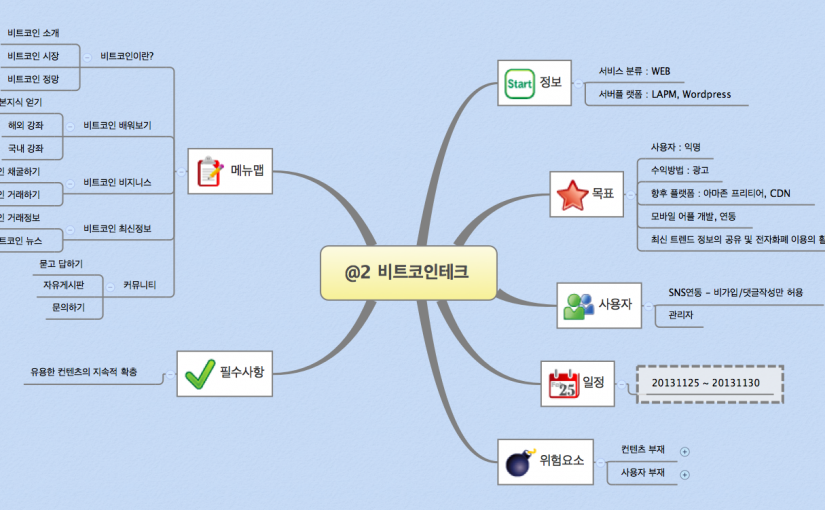 @2 비트코인테크
정보
서비스 분류 : WEB
서버플 랫폼 : LAPM, Wordpress
목표
사용자 : 익명
수익방법 : 광고
향후 플랫폼 : 아마존 프리티어, CDN
모바일 어플 개발, 연동
최신 트렌드 정보의 공유 및 전자화폐 이용의
사용자
SNS연동 - 비가입/댓글작성만 허용
관리자
일정
20131125 ~ 20131130
위험요소
컨텐츠 부재
사용자 부재
메뉴맵
비트코인이란?
비트코인 소개
비트코인 시장
비트코인 정망
비트코인 배워보기
본지식 얻기
해외 강좌
국내 강좌
비트코인 비지니스
인 채굴하기
인 거래하기
비트코인 최신정보
인 거래정보
트코인 뉴스
커뮤니티
묻고 답하기
자유게시판
문의하기
필수사항
유용한 컨텐츠의 지속적 확충
Start
25